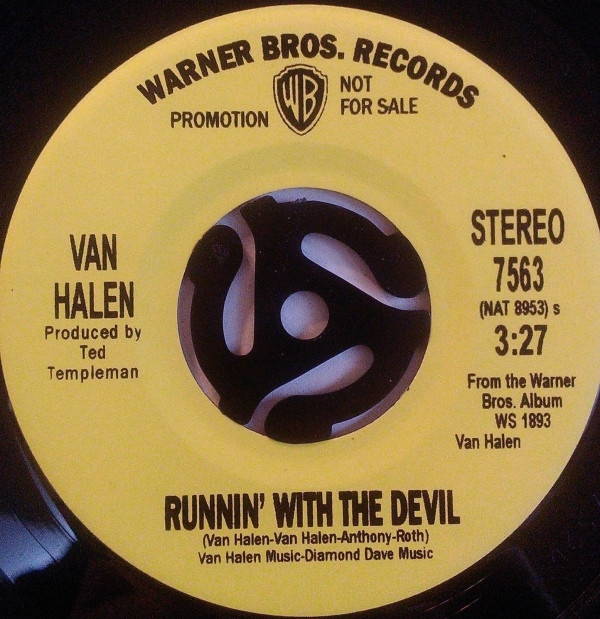 WARNER BROS. RECORDS
PROMOTION
WB
NOT
FOR SALE
VAN
HALEN
Produced by
Ted
Templeman
STEREO
7563
(NAT 8953) s
3:27
From the Warner
Bros. Album
WS 1893
Van Halen
RUNNIN' WITH THE DEVIL
(Van Halen-Van Halen-Anthony-Roth)
Van Halen Music-Diamond Dave Music